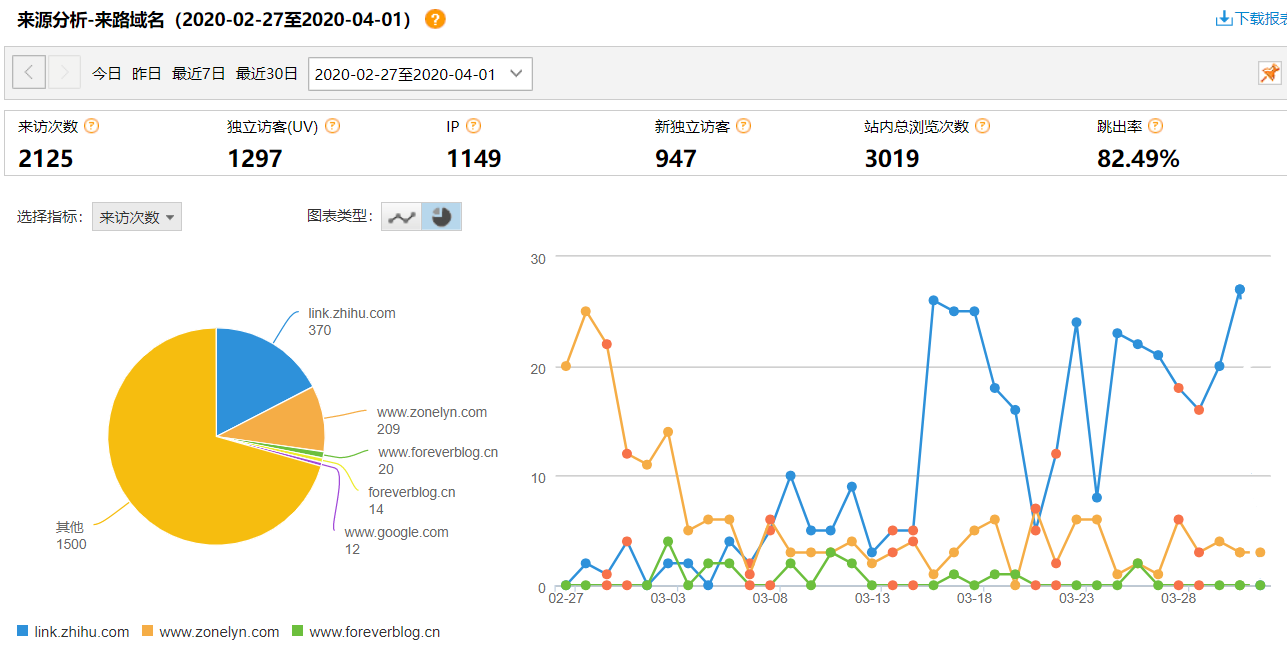 来源分析-来路域名（2020-02-27至2020-04-01） ?
下载报表
今日 昨日 最近7日 最近30日 2020-02-27至2020-04-01
来访次数 ? 独立访客(UV) ? IP ? 新独立访客 ? 站内总浏览次数 ? 跳出率 ?
2125 1297 1149 947 3019 82.49%
选择指标: 来访次数 图表类型:
link.zhihu.com
370
www.zonelyn.com
209
www.foreverblog.cn
20
foreverblog.cn
14
www.google.com
12
其他
1500
30
20
10
0
02-27 03-03 03-08 03-13 03-18 03-23 03-28
link.zhihu.com www.zonelyn.com www.foreverblog.cn